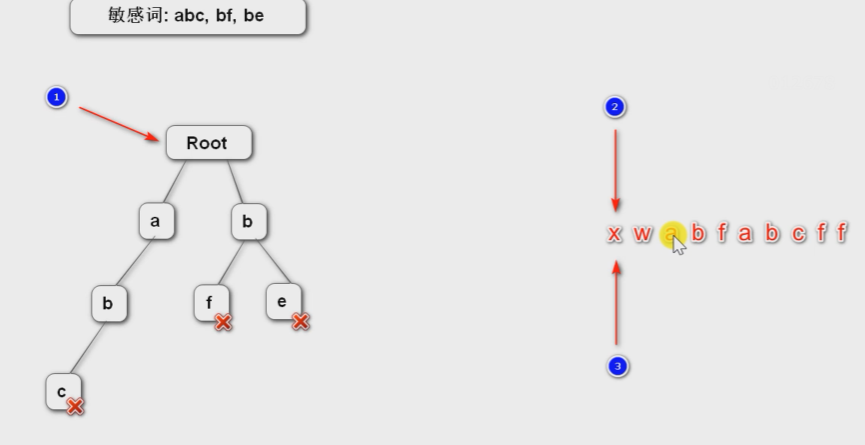 敏感词: abc, bf, be
1
2
Root
a b
x w a b f a b c f f
b f e
3
c